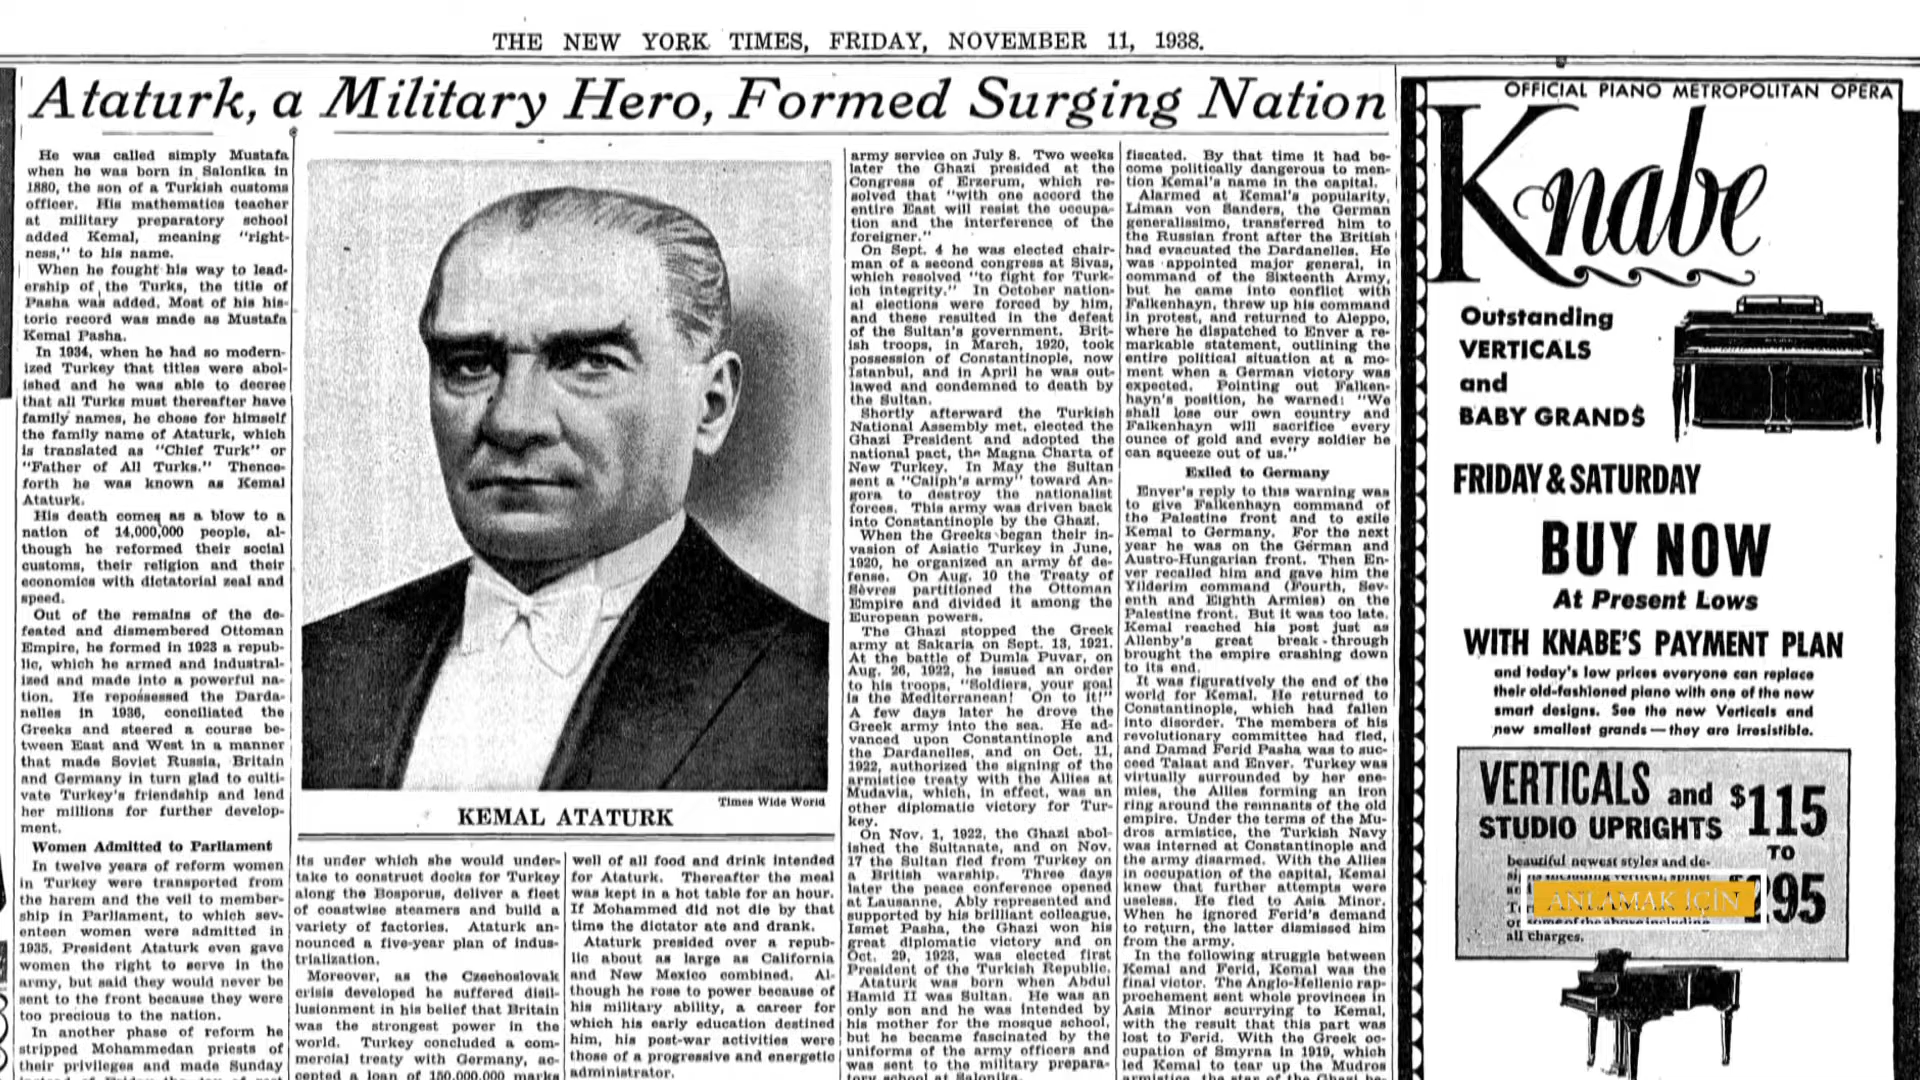 THE NEW YORK TIMES, FRIDAY, NOVEMBER 11, 1938.
Ataturk, a Military Hero, Formed Surging Nation
He was called simply Mustafa
when he was born in Salonika in
1880, the son of a Turkish customs
officer. His mathematics teacher
at military preparatory school
added Kemal, meaning "right-
ness," to his name.
When he fought his way to lead-
ership of the Turks, the title of
Pasha was added. Most of his his-
toric record was made as Mustafa
Kemal Pasha.
In 1934, when he had so modern-
ized Turkey that titles were abol-
ished and he was able to decree
that all Turks must thereafter have
family names, he chose for himself
the family name of Ataturk, which
is translated as "Chief Turk" or
"Father of All Turks." Thence-
forth he was known as Kemal
Ataturk.
His death comes as a blow to a
nation of 14,000,000 people, al-
though he reformed their social
customs, their religion and their
economics with dictatorial zeal and
speed.
Out of the remains of the de-
feated and dismembered Ottoman
Empire, he formed in 1923 a repub-
lic, which he armed and industral-
ized and made into a powerful na-
tion. He repossessed the Darda-
nelles in 1936, conciliated the
Greeks and steered a course be-
tween East and West in a manner
that made Soviet Russia, Britain
and Germany in turn glad to culti-
vate Turkey's friendship and lend
her millions for further develop-
ment.
Women Admitted to Parliament
In twelve years of reform women
in Turkey were transported from
the harem and the veil to member-
ship in Parliament, to which sev-
enteen women were admitted in
1935. President Ataturk even gave
women the right to serve in the
army, but said they would never be
sent to the front because they were
too precious to the nation.
In another phase of reform he
stripped Mohammedan priests of
their privileges and made Sunday
Times Wide World
KEMAL ATATURK
its under which she would under-
take to construct docks for Turkey
along the Bosporus, deliver a fleet
of coastwise steamers and build a
variety of factories. Ataturk an-
nounced a five-year plan of indus-
trialization.
Moreover, as the Czechoslovak
crisis developed he suffered disil-
lusionment in his belief that Britain
was the strongest power in the
world. Turkey concluded a com-
mercial treaty with Germany, ac-
cepted a loan of 150,000,000 marks
well of all food and drink intended
for Ataturk. Thereafter the meal
was kept in a hot table for an hour.
If Mohammed did not die by that
time the dictator ate and drank.
Ataturk presided over a repub-
lic about as large as California
and New Mexico combined. Al-
though he rose to power because of
his military ability, a career for
which his early education destined
him, his post-war activities were
those of a progressive and energetic
administrator.
army service on July 8. Two weeks
later the Ghazi presided at the
Congress of Erzerum, which re-
solved that "with one accord the
entire East will resist the occupa-
tion and the interference of the
foreigner."
On Sept. 4 he was elected chair-
man of a second congress at Sivas,
which resolved "to fight for Turk-
ish integrity." In October nation-
al elections were forced by him,
and these resulted in the defeat
of the Sultan's government. Brit-
ish troops, in March, 1920, took
possession of Constantinople, now
Istanbul, and in April he was out-
lawed and condemned to death by
the Sultan.
Shortly afterward the Turkish
National Assembly met, elected the
Ghazi President and adopted the
national pact, the Magna Charta of
New Turkey. In May the Sultan
sent a "Caliph's army" toward An-
gora to destroy the nationalist
forces. This army was driven back
into Constantinople by the Ghazi.
When the Greeks began their in-
vasion of Asiatic Turkey in June,
1920, he organized an army of de-
fense. On Aug. 10 the Treaty of
Sèvres partitioned the Ottoman
Empire and divided it among the
European powers.
The Ghazi stopped the Greek
army at Sakaria on Sept. 13, 1921.
At the battle of Dumla Puvar, on
Aug. 26, 1922, he issued an order
to his troops, "Soldiers, your goal
is the Mediterranean! On to it!"
A few days later he drove the
Greek army into the sea. He ad-
vanced upon Constantinople and
the Dardanelles, and on Oct. 11,
1922, authorized the signing of the
armistice treaty with the Allies at
Mudavia, which, in effect, was an
other diplomatic victory for Tur-
key.
On Nov. 1, 1922, the Ghazi abol-
ished the Sultanate, and on Nov.
17 the Sultan fled from Turkey on
a British warship. Three days
later the peace conference opened
at Lausanne. Ably represented and
supported by his brilliant colleague,
Ismet Pasha, the Ghazi won his
great diplomatic victory and on
Oct. 29, 1923, was elected first
President of the Turkish Republic.
Ataturk was born when Abdul
Hamid II was Sultan. He was an
only son and he was intended by
his mother for the mosque school,
but he became fascinated by the
uniforms of the army officers and
was sent to the military prepara-
tory school at Salonika.
fiscated. By that time it had be-
come politically dangerous to men-
tion Kemal's name in the capital.
Alarmed at Kemal's popularity,
Liman von Sanders, the German
generalissimo, transferred him to
the Russian front after the British
had evacuated the Dardanelles. He
was appointed major general, in
command of the Sixteenth Army,
but he came into conflict with
Falkenhayn, threw up his command
in protest, and returned to Aleppo,
where he dispatched to Enver a re-
markable statement, outlining the
entire political situation at a mo-
ment when a German victory was
expected. Pointing out Falken-
hayn's position, he warned: "We
shall lose our own country and
Falkenhayn will sacrifice every
ounce of gold and every soldier he
can squeeze out of us."
Exiled to Germany
Enver's reply to this warning was
to give Falkenhayn command of
the Palestine front and to exile
Kemal to Germany. For the next
year he was on the German and
Austro-Hungarian front. Then En-
ver recalled him and gave him the
Yilderim command (Fourth, Sev-
enth and Eighth Armies) on the
Palestine front. But it was too late.
Kemal reached his post just as
Allenby's great break-through
brought the empire crashing down
to its end.
It was figuratively the end of the
world for Kemal. He returned to
Constantinople, which had fallen
into disorder. The members of his
revolutionary committee had fled,
and Damad Ferid Pasha was to suc-
ceed Talaat and Enver. Turkey was
virtually surrounded by her ene-
mies, the Allies forming an iron
ring around the remnants of the old
empire. Under the terms of the Mu-
dros armistice, the Turkish Navy
was interned at Constantinople and
the army disarmed. With the Allies
in occupation of the capital, Kemal
knew that further attempts were
useless. He fled to Asia Minor.
When he ignored Ferid's demand
to return, the latter dismissed him
from the army.
In the following struggle between
Kemal and Ferid, Kemal was the
final victor. The Anglo-Hellenic rap-
prochement sent whole provinces in
Asia Minor scurrying to Kemal,
with the result that this part was
lost to Ferid. With the Greek oc-
cupation of Smyrna in 1919, which
led Kemal to tear up the Mudros
OFFICIAL PIANO METROPOLITAN OPERA
Knabe
Outstanding
VERTICALS
and
BABY GRANDS
FRIDAY & SATURDAY
BUY NOW
At Present Lows
WITH KNABE'S PAYMENT PLAN
and today's low prices everyone can replace
their old-fashioned piano with one of the new
smart designs. See the new Verticals and
new smallest grands — they are irresistible.
VERTICALS and $115
STUDIO UPRIGHTS
TO
beautiful newest styles and de-
295
ANLAMAK İÇİN
all charges.